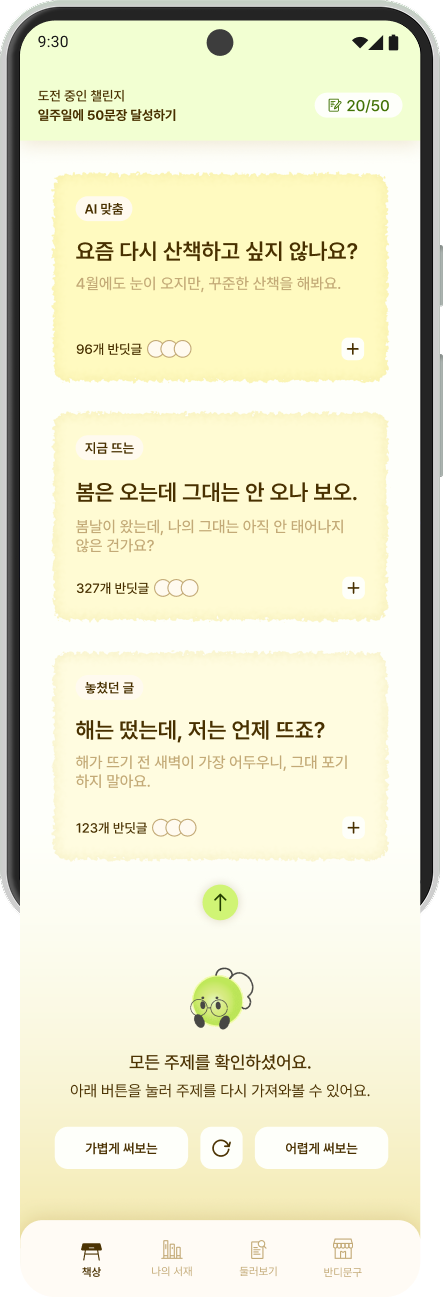 9:30
도전 중인 챌린지
일주일에 50문장 달성하기
20/50
AI 맞춤
요즘 다시 산책하고 싶지 않나요?
4월에도 눈이 오지만, 꾸준한 산책을 해봐요.
96개 반딧글
지금 뜨는
봄은 오는데 그대는 안 오나 보오.
봄날이 왔는데, 나의 그대는 아직 안 태어나지
않은 건가요?
327개 반딧글
놓쳤던 글
해는 떴는데, 저는 언제 뜨죠?
해가 뜨기 전 새벽이 가장 어두우니, 그대 포기
하지 말아요.
123개 반딧글
모든 주제를 확인하셨어요.
아래 버튼을 눌러 주제를 다시 가져와볼 수 있어요.
가볍게 써보는
어렵게 써보는
책상
나의 서재
둘러보기
반디문구